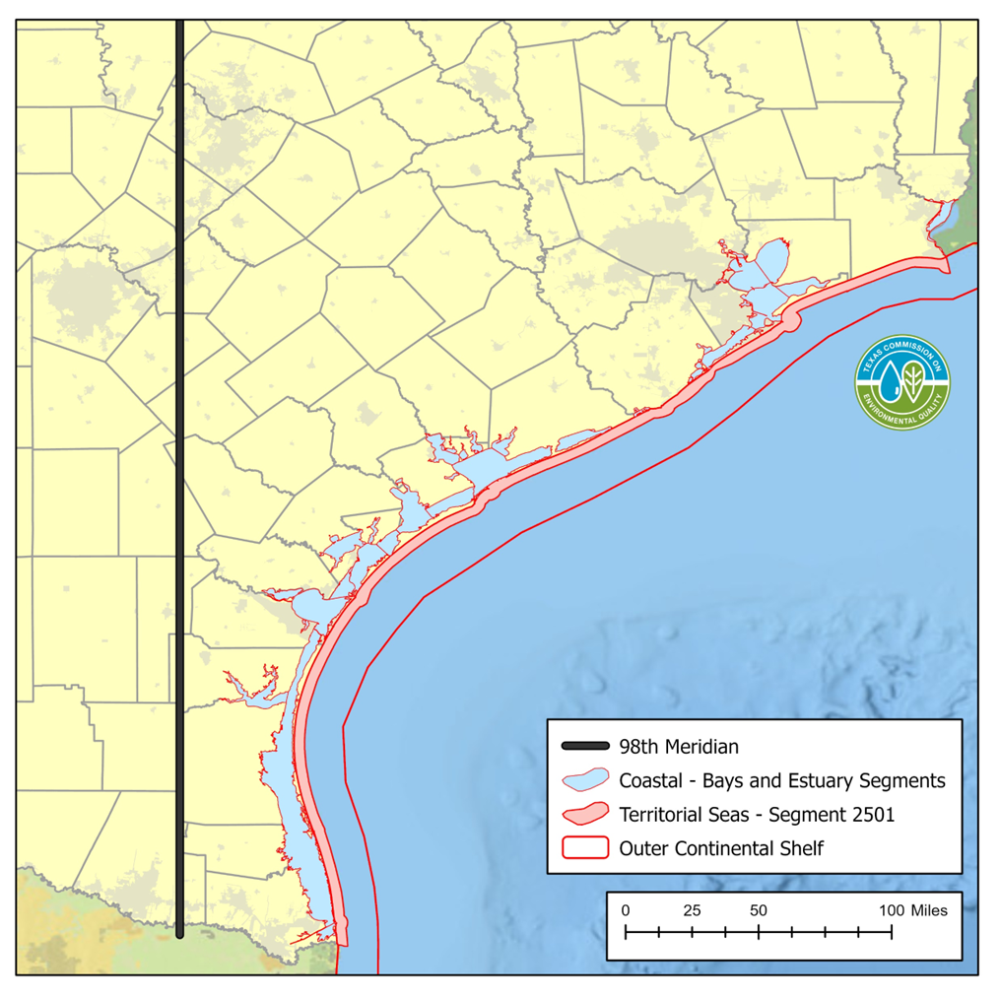 TEXAS COMMISSION ON
ENVIRONMENTAL QUALITY
98th Meridian
Coastal - Bays and Estuary Segments
Territorial Seas - Segment 2501
Outer Continental Shelf
0 25 50 100 Miles